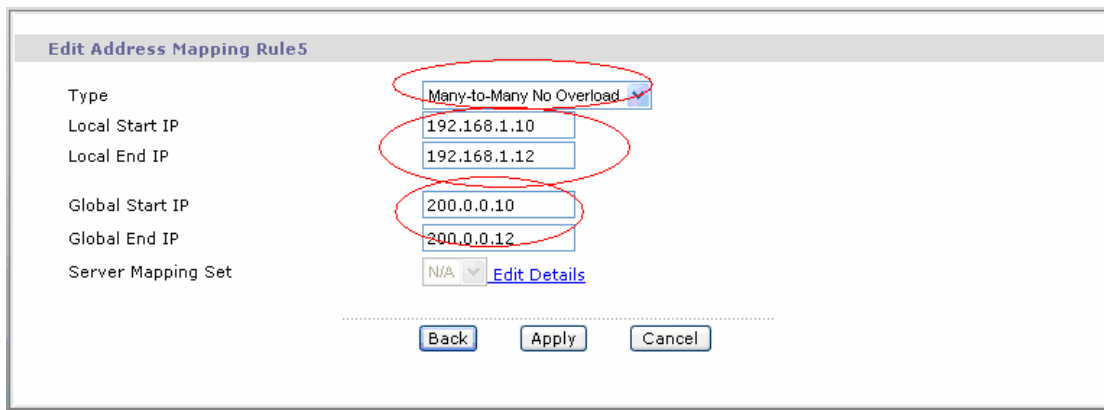 Edit Address Mapping Rule5
Type Many-to-Many No Overload
Local Start IP 192.168.1.10
Local End IP 192.168.1.12
Global Start IP 200.0.0.10
Global End IP 200.0.0.12
Server Mapping Set N/A Edit Details
Back Apply Cancel